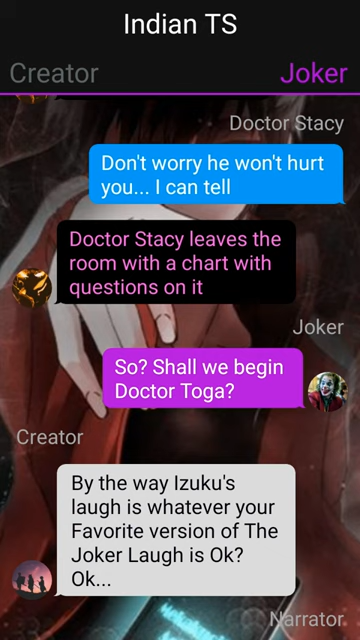 Indian TS
Creator
Joker
Doctor Stacy
Don't worry he won't hurt
you... I can tell
Doctor Stacy leaves the
room with a chart with
questions on it
Joker
So? Shall we begin
Doctor Toga?
Creator
By the way Izuku's
laugh is whatever your
Favorite version of The
Joker Laugh is Ok?
Ok...
Narrator